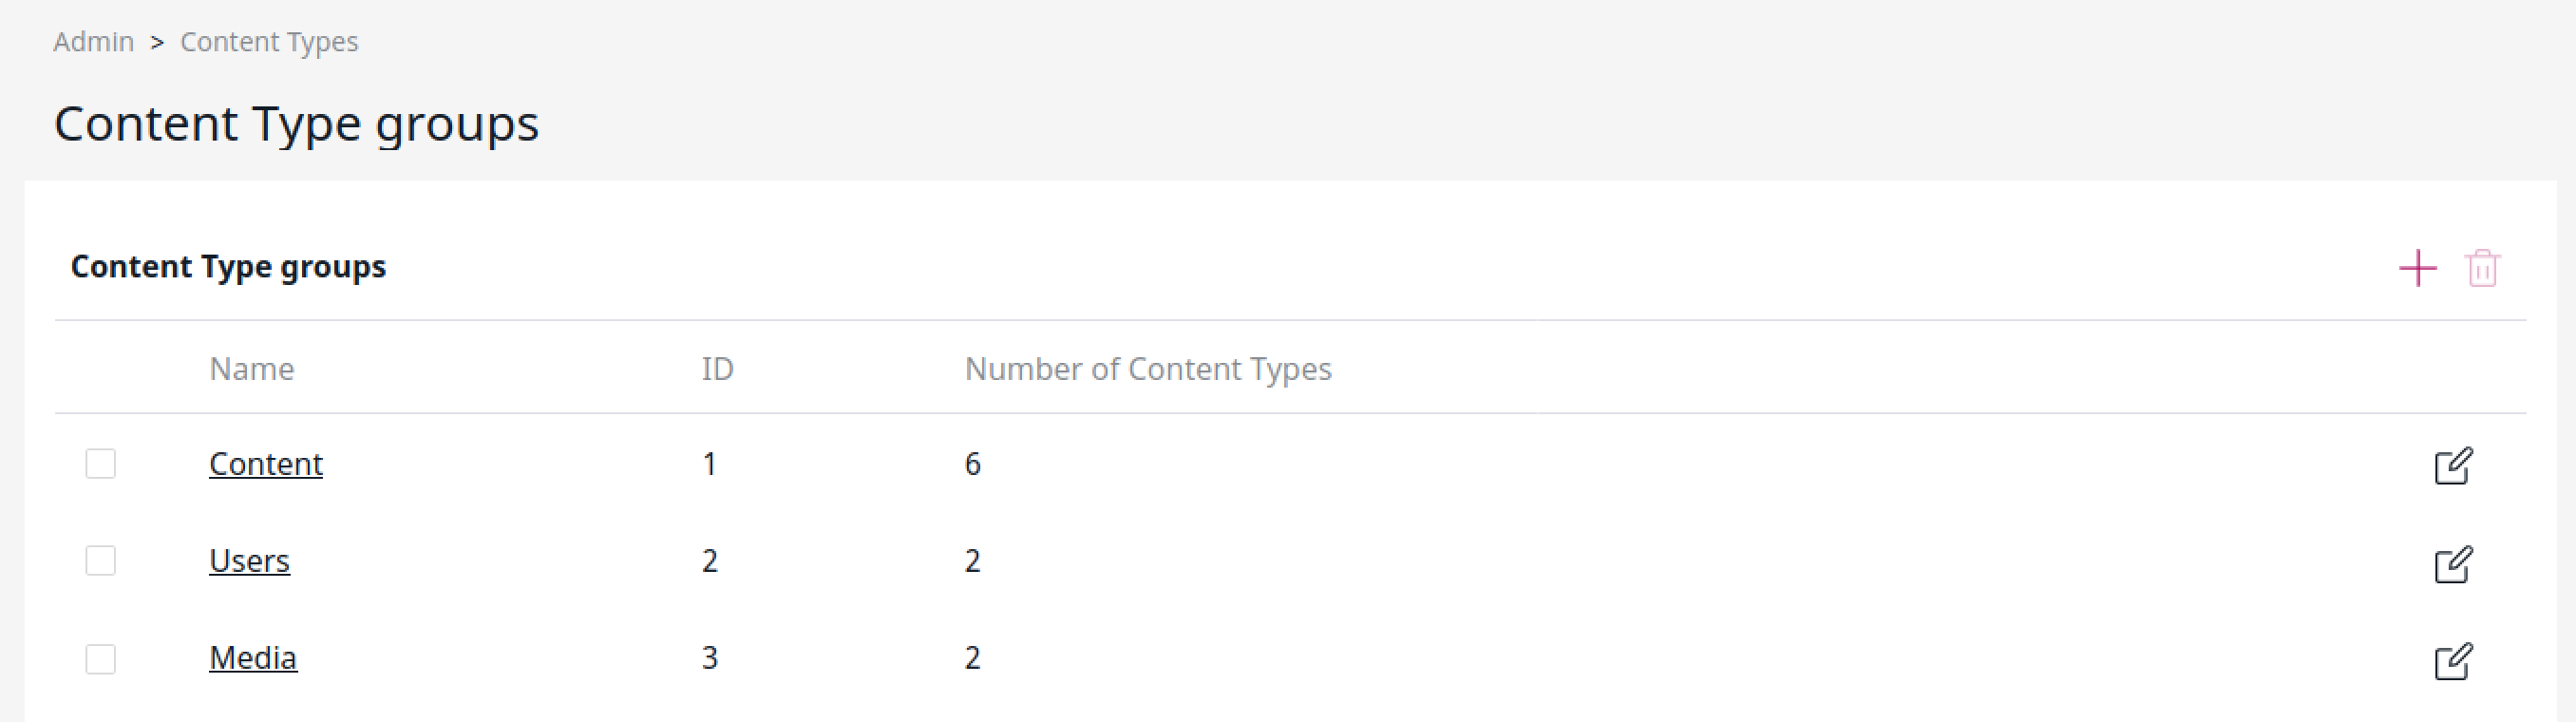 Admin > Content Types
Content Type groups
Content Type groups
Name ID Number of Content Types
Content 1 6
Users 2 2
Media 3 2